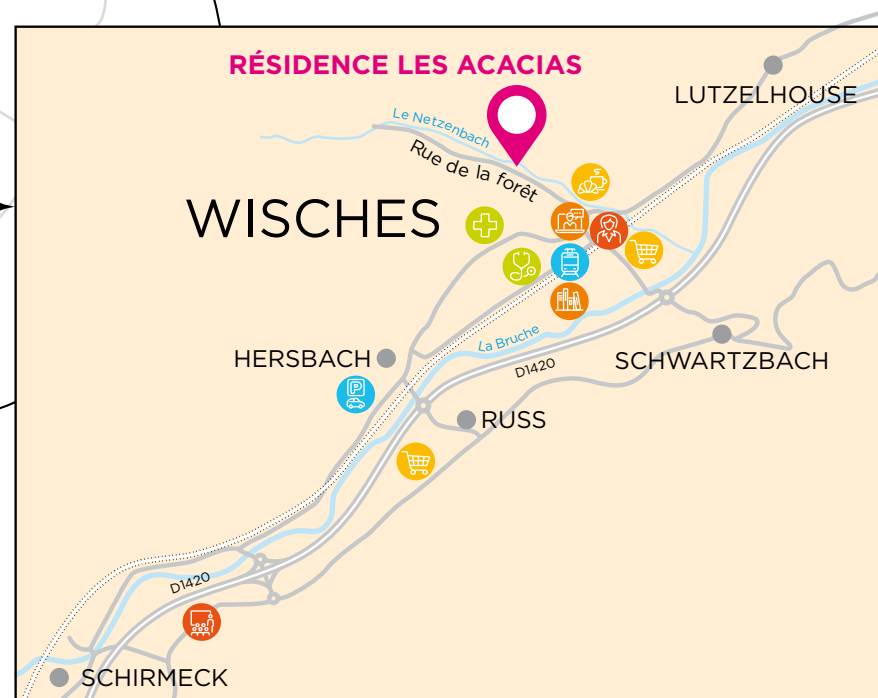 RÉSIDENCE LES ACACIAS
LUTZELHOUSE
Le Netzenbach
Rue de la forêt
WISCHES
La Bruche
HERSBACH
D1420
SCHWARTZBACH
P
RUSS
D1420
SCHIRMECK